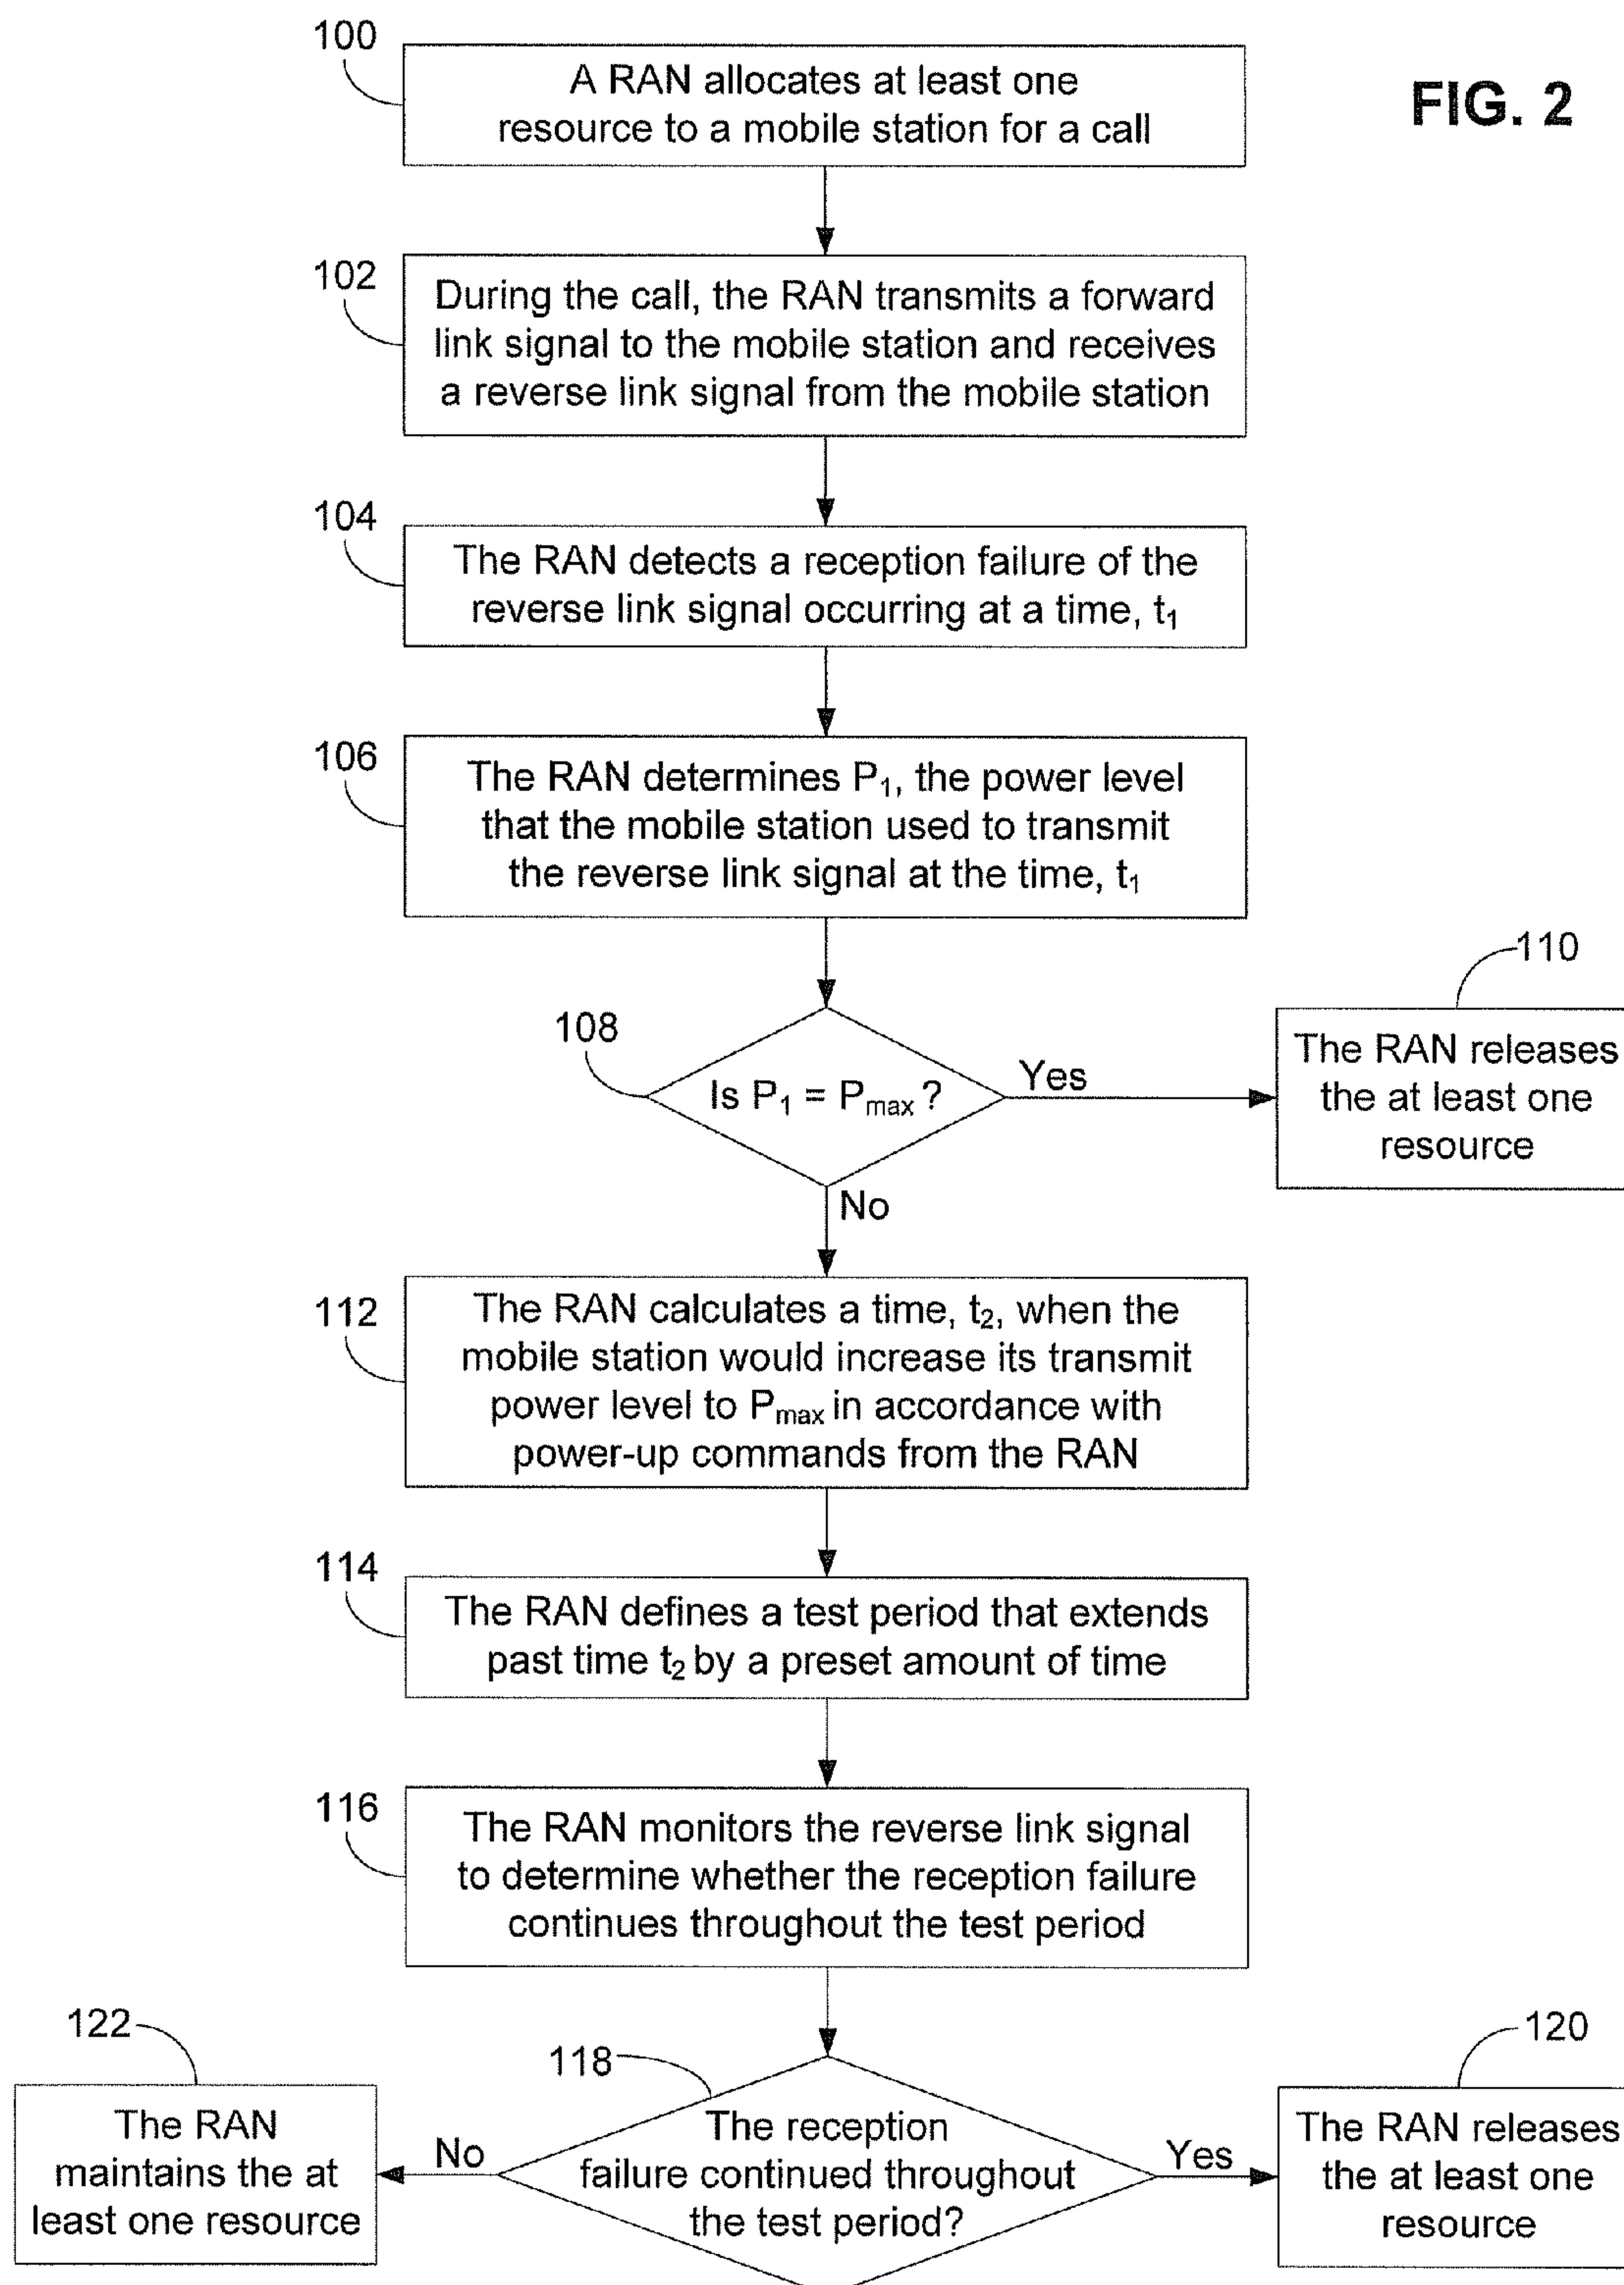 100
A RAN allocates at least one
resource to a mobile station for a call
FIG. 2
102
During the call, the RAN transmits a forward
link signal to the mobile station and receives
a reverse link signal from the mobile station
104
The RAN detects a reception failure of the
reverse link signal occurring at a time, t₁
106
The RAN determines P₁, the power level
that the mobile station used to transmit
the reverse link signal at the time, t₁
108
Is P₁ = Pmax ?
Yes
110
The RAN releases
the at least one
resource
No
112
The RAN calculates a time, t₂, when the
mobile station would increase its transmit
power level to Pmax in accordance with
power-up commands from the RAN
114
The RAN defines a test period that extends
past time t₂ by a preset amount of time
116
The RAN monitors the reverse link signal
to determine whether the reception failure
continues throughout the test period
118
The reception
failure continued throughout
the test period?
No
122
The RAN
maintains the at
least one resource
Yes
120
The RAN releases
the at least one
resource